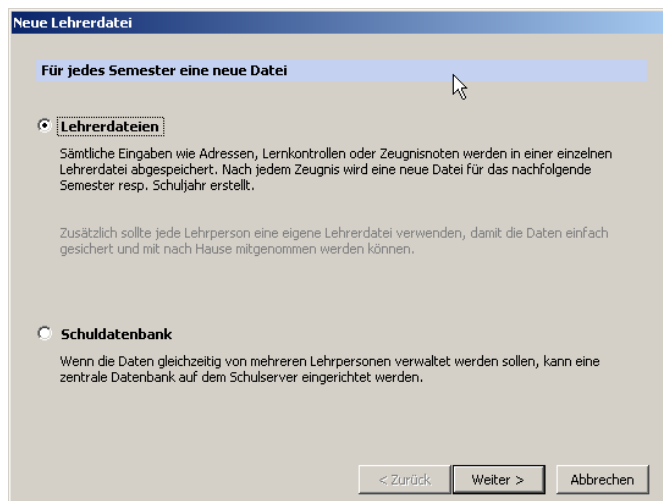 Neue Lehrerdatei
Für jedes Semester eine neue Datei
Lehrerdateien
Sämtliche Eingaben wie Adressen, Lernkontrollen oder Zeugnisnoten werden in einer einzelnen
Lehrerdatei abgespeichert. Nach jedem Zeugnis wird eine neue Datei für das nachfolgende
Semester resp. Schuljahr erstellt.
Zusätzlich sollte jede Lehrperson eine eigene Lehrerdatei verwenden, damit die Daten einfach
gesichert und mit nach Hause mitgenommen werden können.
Schuldatenbank
Wenn die Daten gleichzeitig von mehreren Lehrpersonen verwaltet werden sollen, kann eine
zentrale Datenbank auf dem Schulserver eingerichtet werden.
< Zurück Weiter > Abbrechen